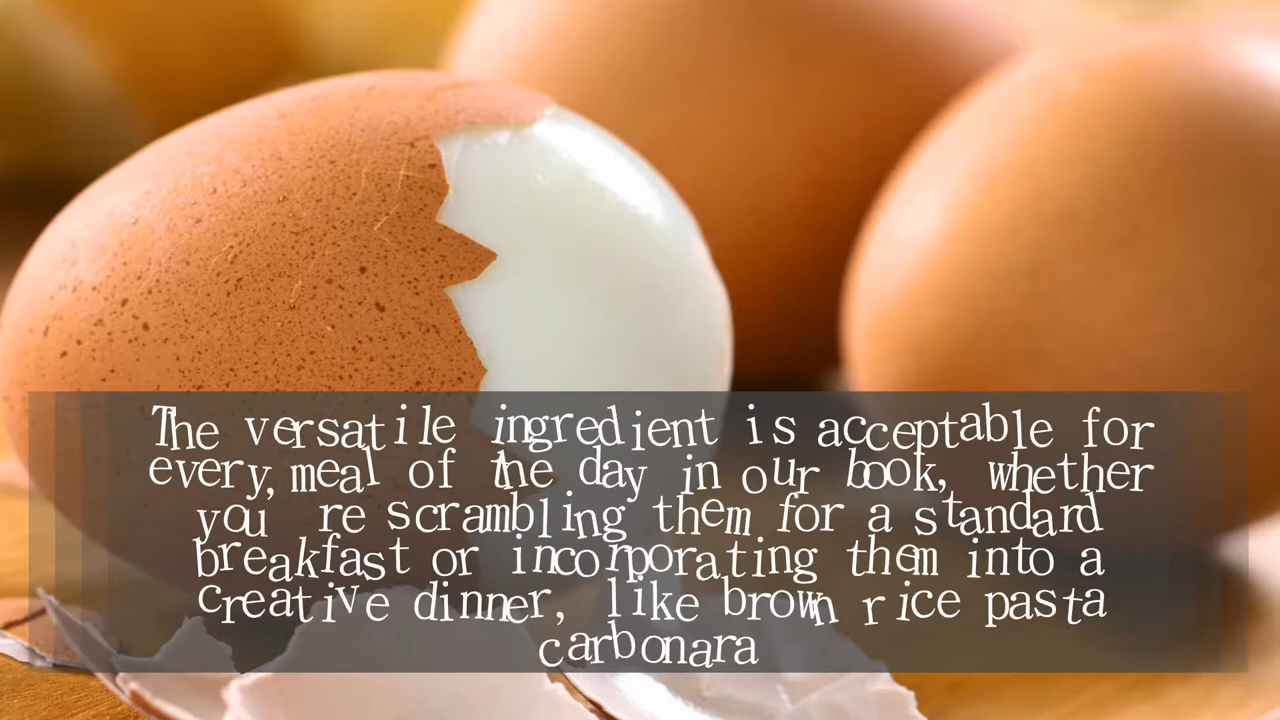 The versatile ingredient is acceptable for
every, meal of the day in our book, whether
you re scrambling them for a standard
breakfast or incorporating them into a
creative dinner, like brown rice pasta
carbonara